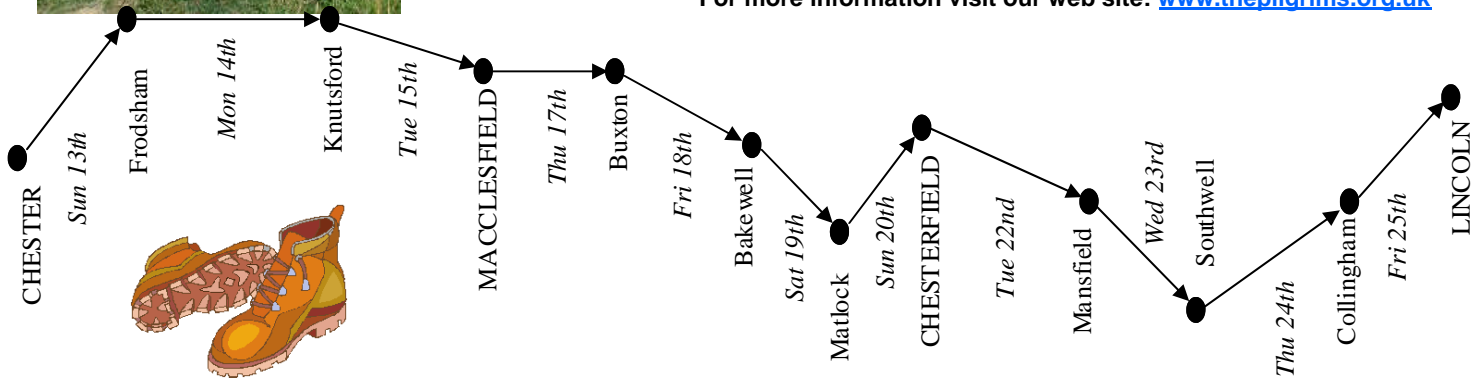 For more information visit our web site: www.thepilgrims.org.uk
CHESTER
Sun 13th
Frodsham
Mon 14th
Knutsford
Tue 15th
MACCLESFIELD
Thu 17th
Buxton
Fri 18th
Bakewell
Sat 19th
Matlock
Sun 20th
CHESTERFIELD
Tue 22nd
Mansfield
Wed 23rd
Southwell
Thu 24th
Collingham
Fri 25th
LINCOLN